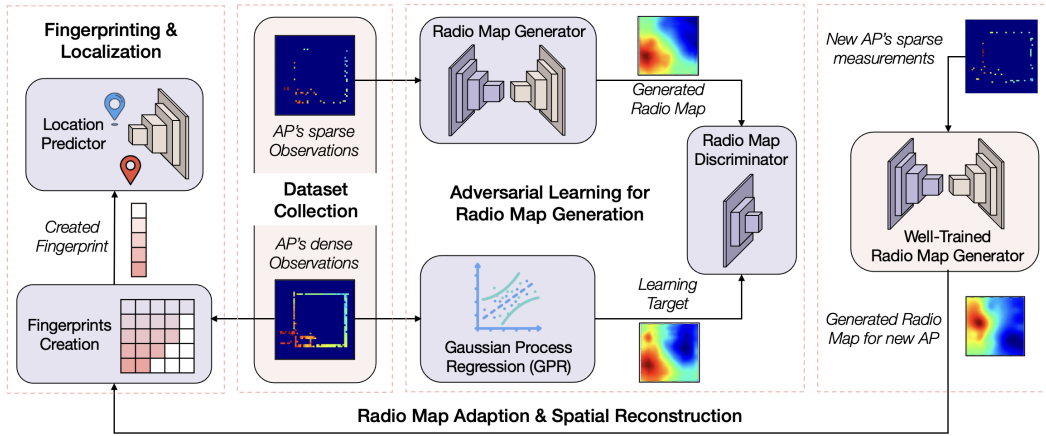 Fingerprinting &
Localization
Location
Predictor
Created
Fingerprint
Fingerprints
Creation
AP's sparse
Observations
Dataset
Collection
AP's dense
Observations
Radio Map Generator
Generated
Radio Map
Radio Map
Discriminator
Adversarial Learning for
Radio Map Generation
Learning
Target
Gaussian Process
Regression (GPR)
New AP's sparse
measurements
Well-Trained
Radio Map Generator
Generated Radio
Map for new AP
Radio Map Adaption & Spatial Reconstruction